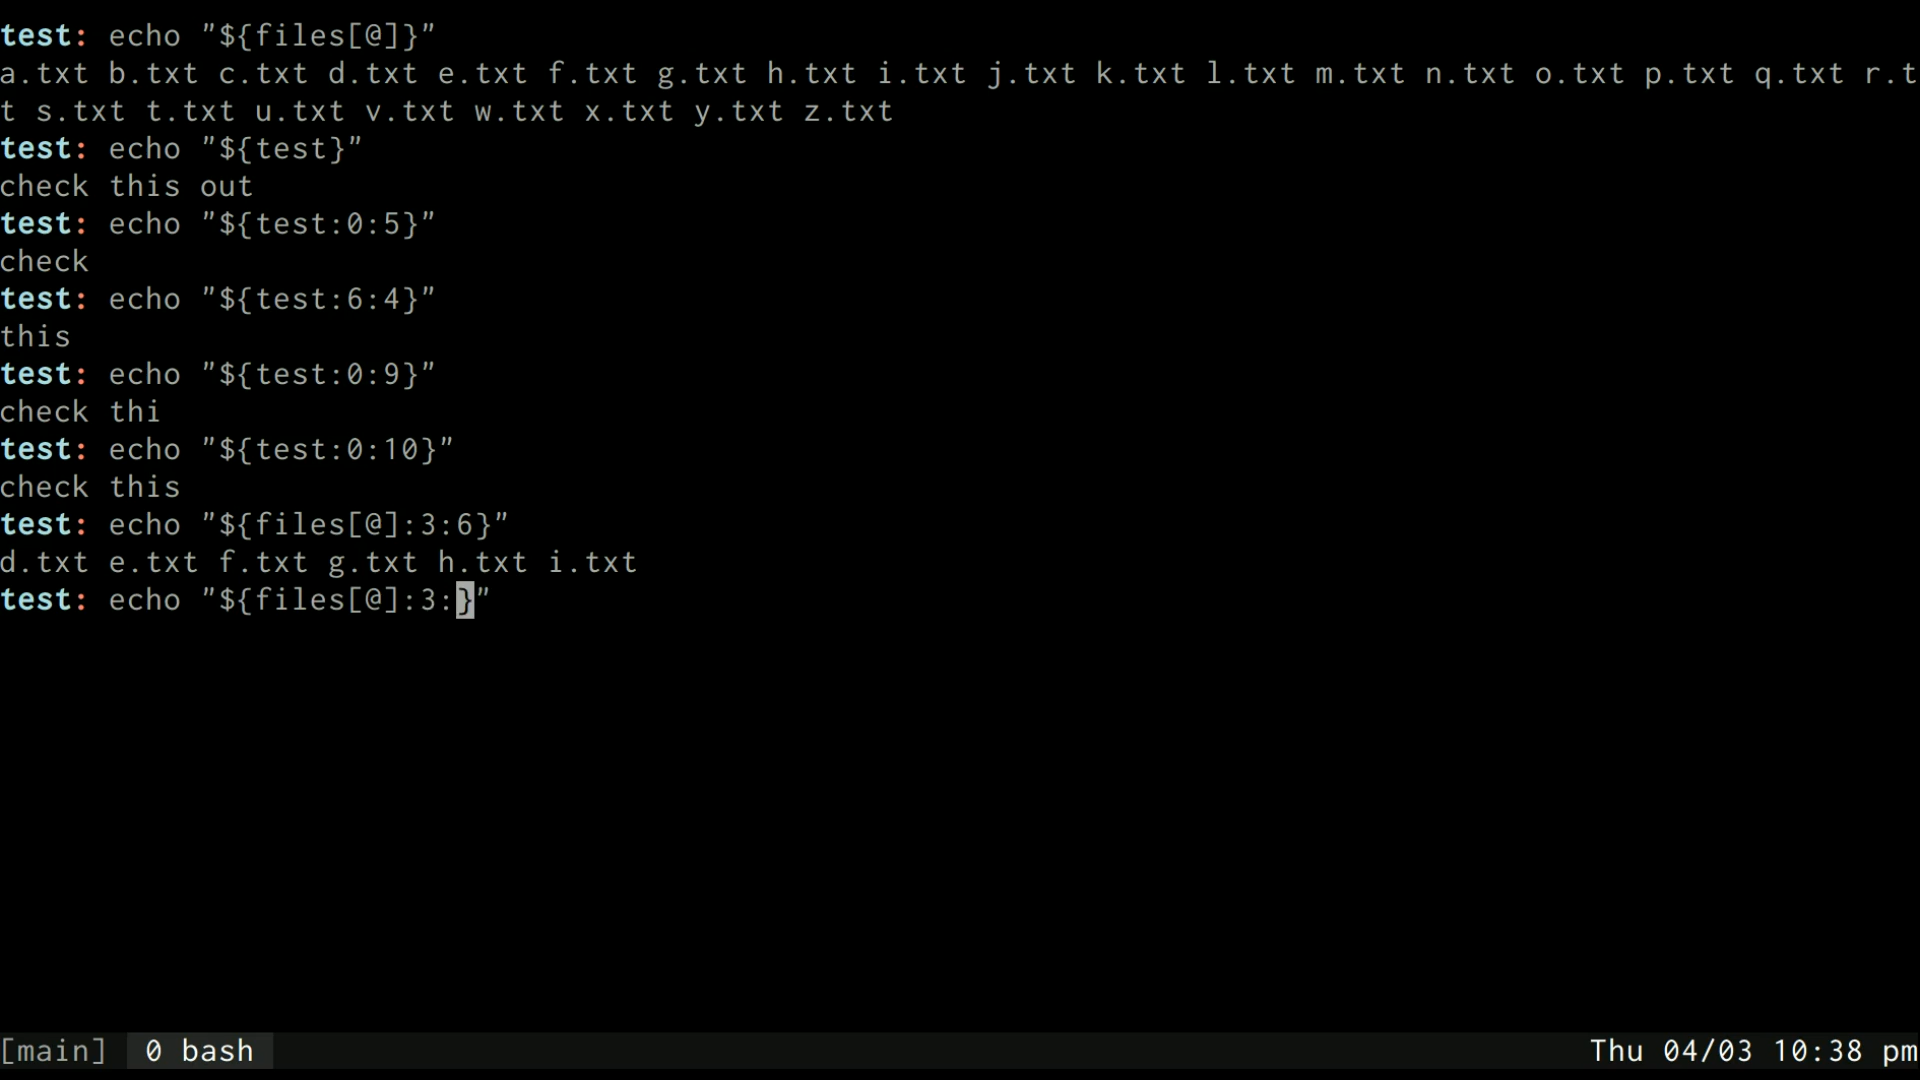 test: echo "${files[@]}"
a.txt b.txt c.txt d.txt e.txt f.txt g.txt h.txt i.txt j.txt k.txt l.txt m.txt n.txt o.txt p.txt q.txt r.t
t s.txt t.txt u.txt v.txt w.txt x.txt y.txt z.txt
test: echo "${test}"
check this out
test: echo "${test:0:5}"
check
test: echo "${test:6:4}"
this
test: echo "${test:0:9}"
check thi
test: echo "${test:0:10}"
check this
test: echo "${files[@]:3:6}"
d.txt e.txt f.txt g.txt h.txt i.txt
test: echo "${files[@]:3:}"
[main] 0 bash Thu 04/03 10:38 pm